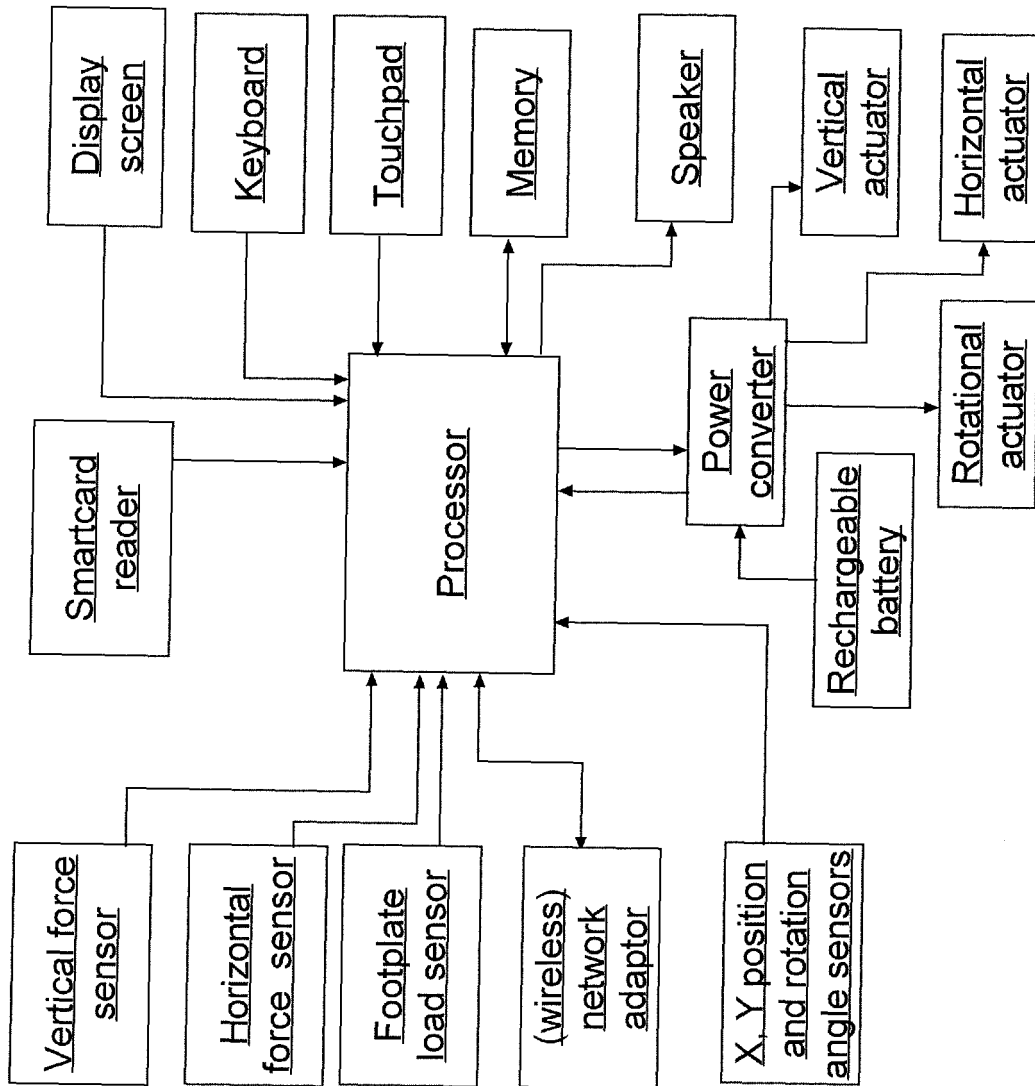 Vertical force
sensor
Horizontal
force sensor
Footplate
load sensor
(wireless)
network
adaptor
X, Y position
and rotation
angle sensors
Smartcard
reader
Processor
Rechargeable
battery
Power
converter
Rotational
actuator
Display
screen
Keyboard
Touchpad
Memory
Speaker
Vertical
actuator
Horizontal
actuator